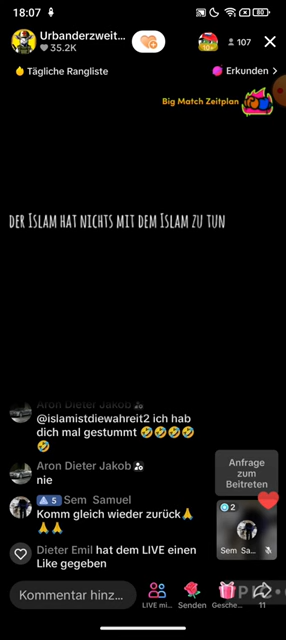 18:07
80
Urbanderzweit...
35.2K
107
Tägliche Rangliste
Erkunden
Big Match Zeitplan
der Islam hat nichts mit dem Islam zu tun
Aron Dieter Jakob
@islamistdiewahreit2 ich hab
dich mal gestummt 🤣🤣🤣🤣
🤣
Aron Dieter Jakob
nie
5 Sem Samuel
Komm gleich wieder zurück🙏
🙏🙏
Dieter Emil hat dem LIVE einen
Like gegeben
Anfrage
zum
Beitreten
2
Sem Sa...
Kommentar hinz...
LIVE mi...
Senden
Gesche...
11